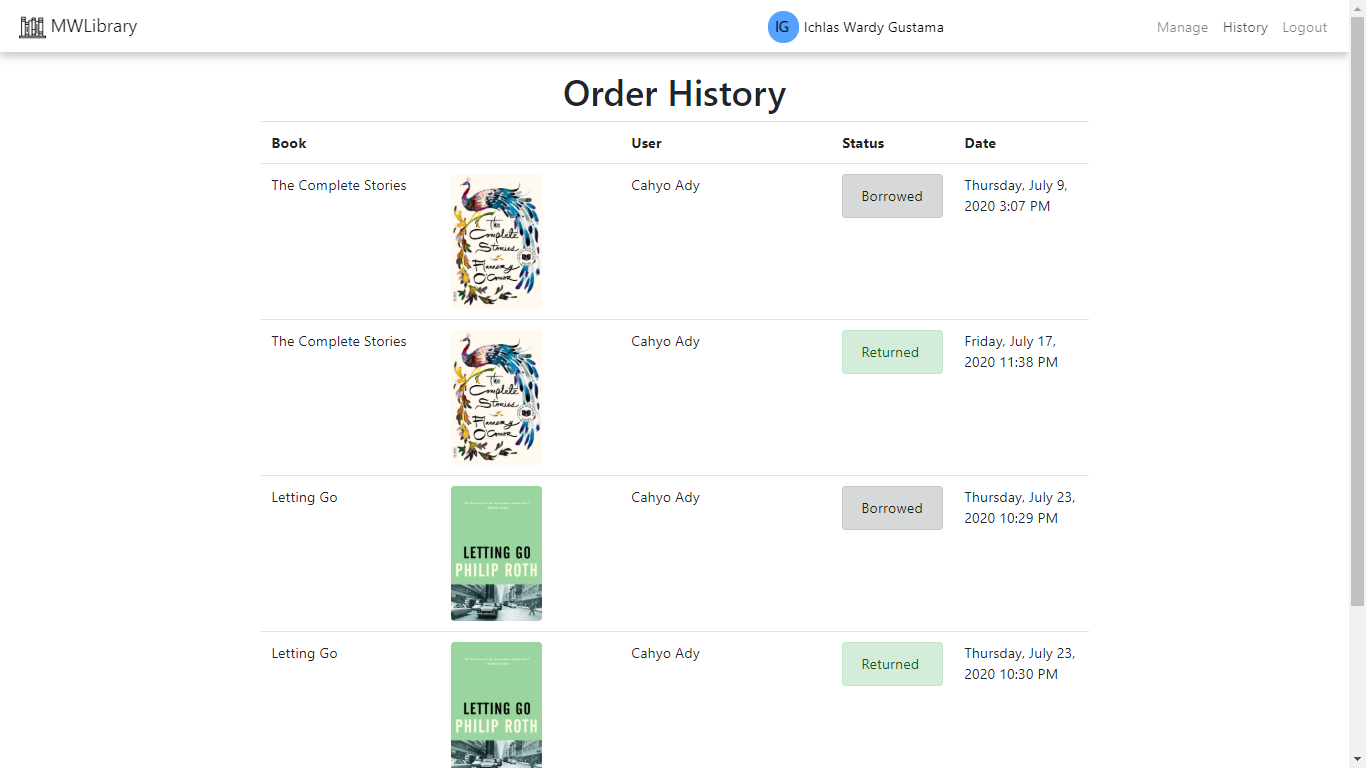 MWLibrary
IG Ichlas Wardy Gustama
Manage History Logout
Order History
Book User Status Date
The Complete Stories
The
Complete
Stories
Flannery
O'Connor
Cahyo Ady
Borrowed
Thursday, July 9,
2020 3:07 PM
The Complete Stories
The
Complete
Stories
Flannery
O'Connor
Cahyo Ady
Returned
Friday, July 17,
2020 11:38 PM
Letting Go
LETTING GO
PHILIP ROTH
Cahyo Ady
Borrowed
Thursday, July 23,
2020 10:29 PM
Letting Go
LETTING GO
PHILIP ROTH
Cahyo Ady
Returned
Thursday, July 23,
2020 10:30 PM